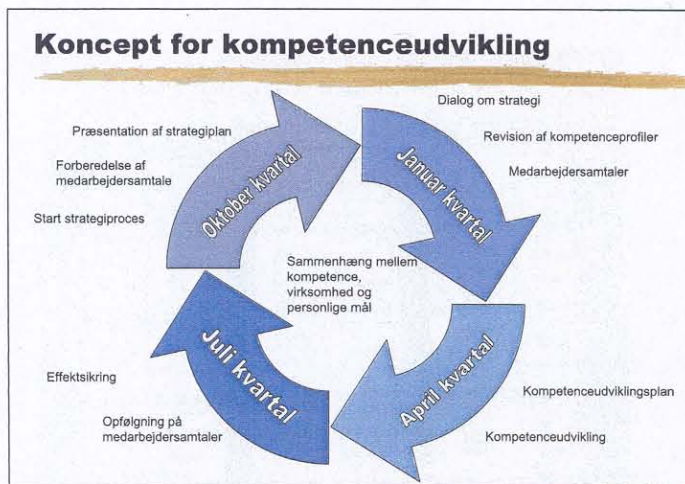 Koncept for kompetenceudvikling
Dialog om strategi
Præsentation af strategiplan
Revision af kompetenceprofiler
Forberedelse af
medarbejdersamtale
Medarbejdersamtaler
Start strategiproces
Oktober kvartal
Januar kvartal
Sammenhæng mellem
kompetence,
virksomhed og
personlige mål
Juli kvartal
April kvartal
Effektsikring
Kompetenceudviklingsplan
Opfølgning på
medarbejdersamtaler
Kompetenceudvikling